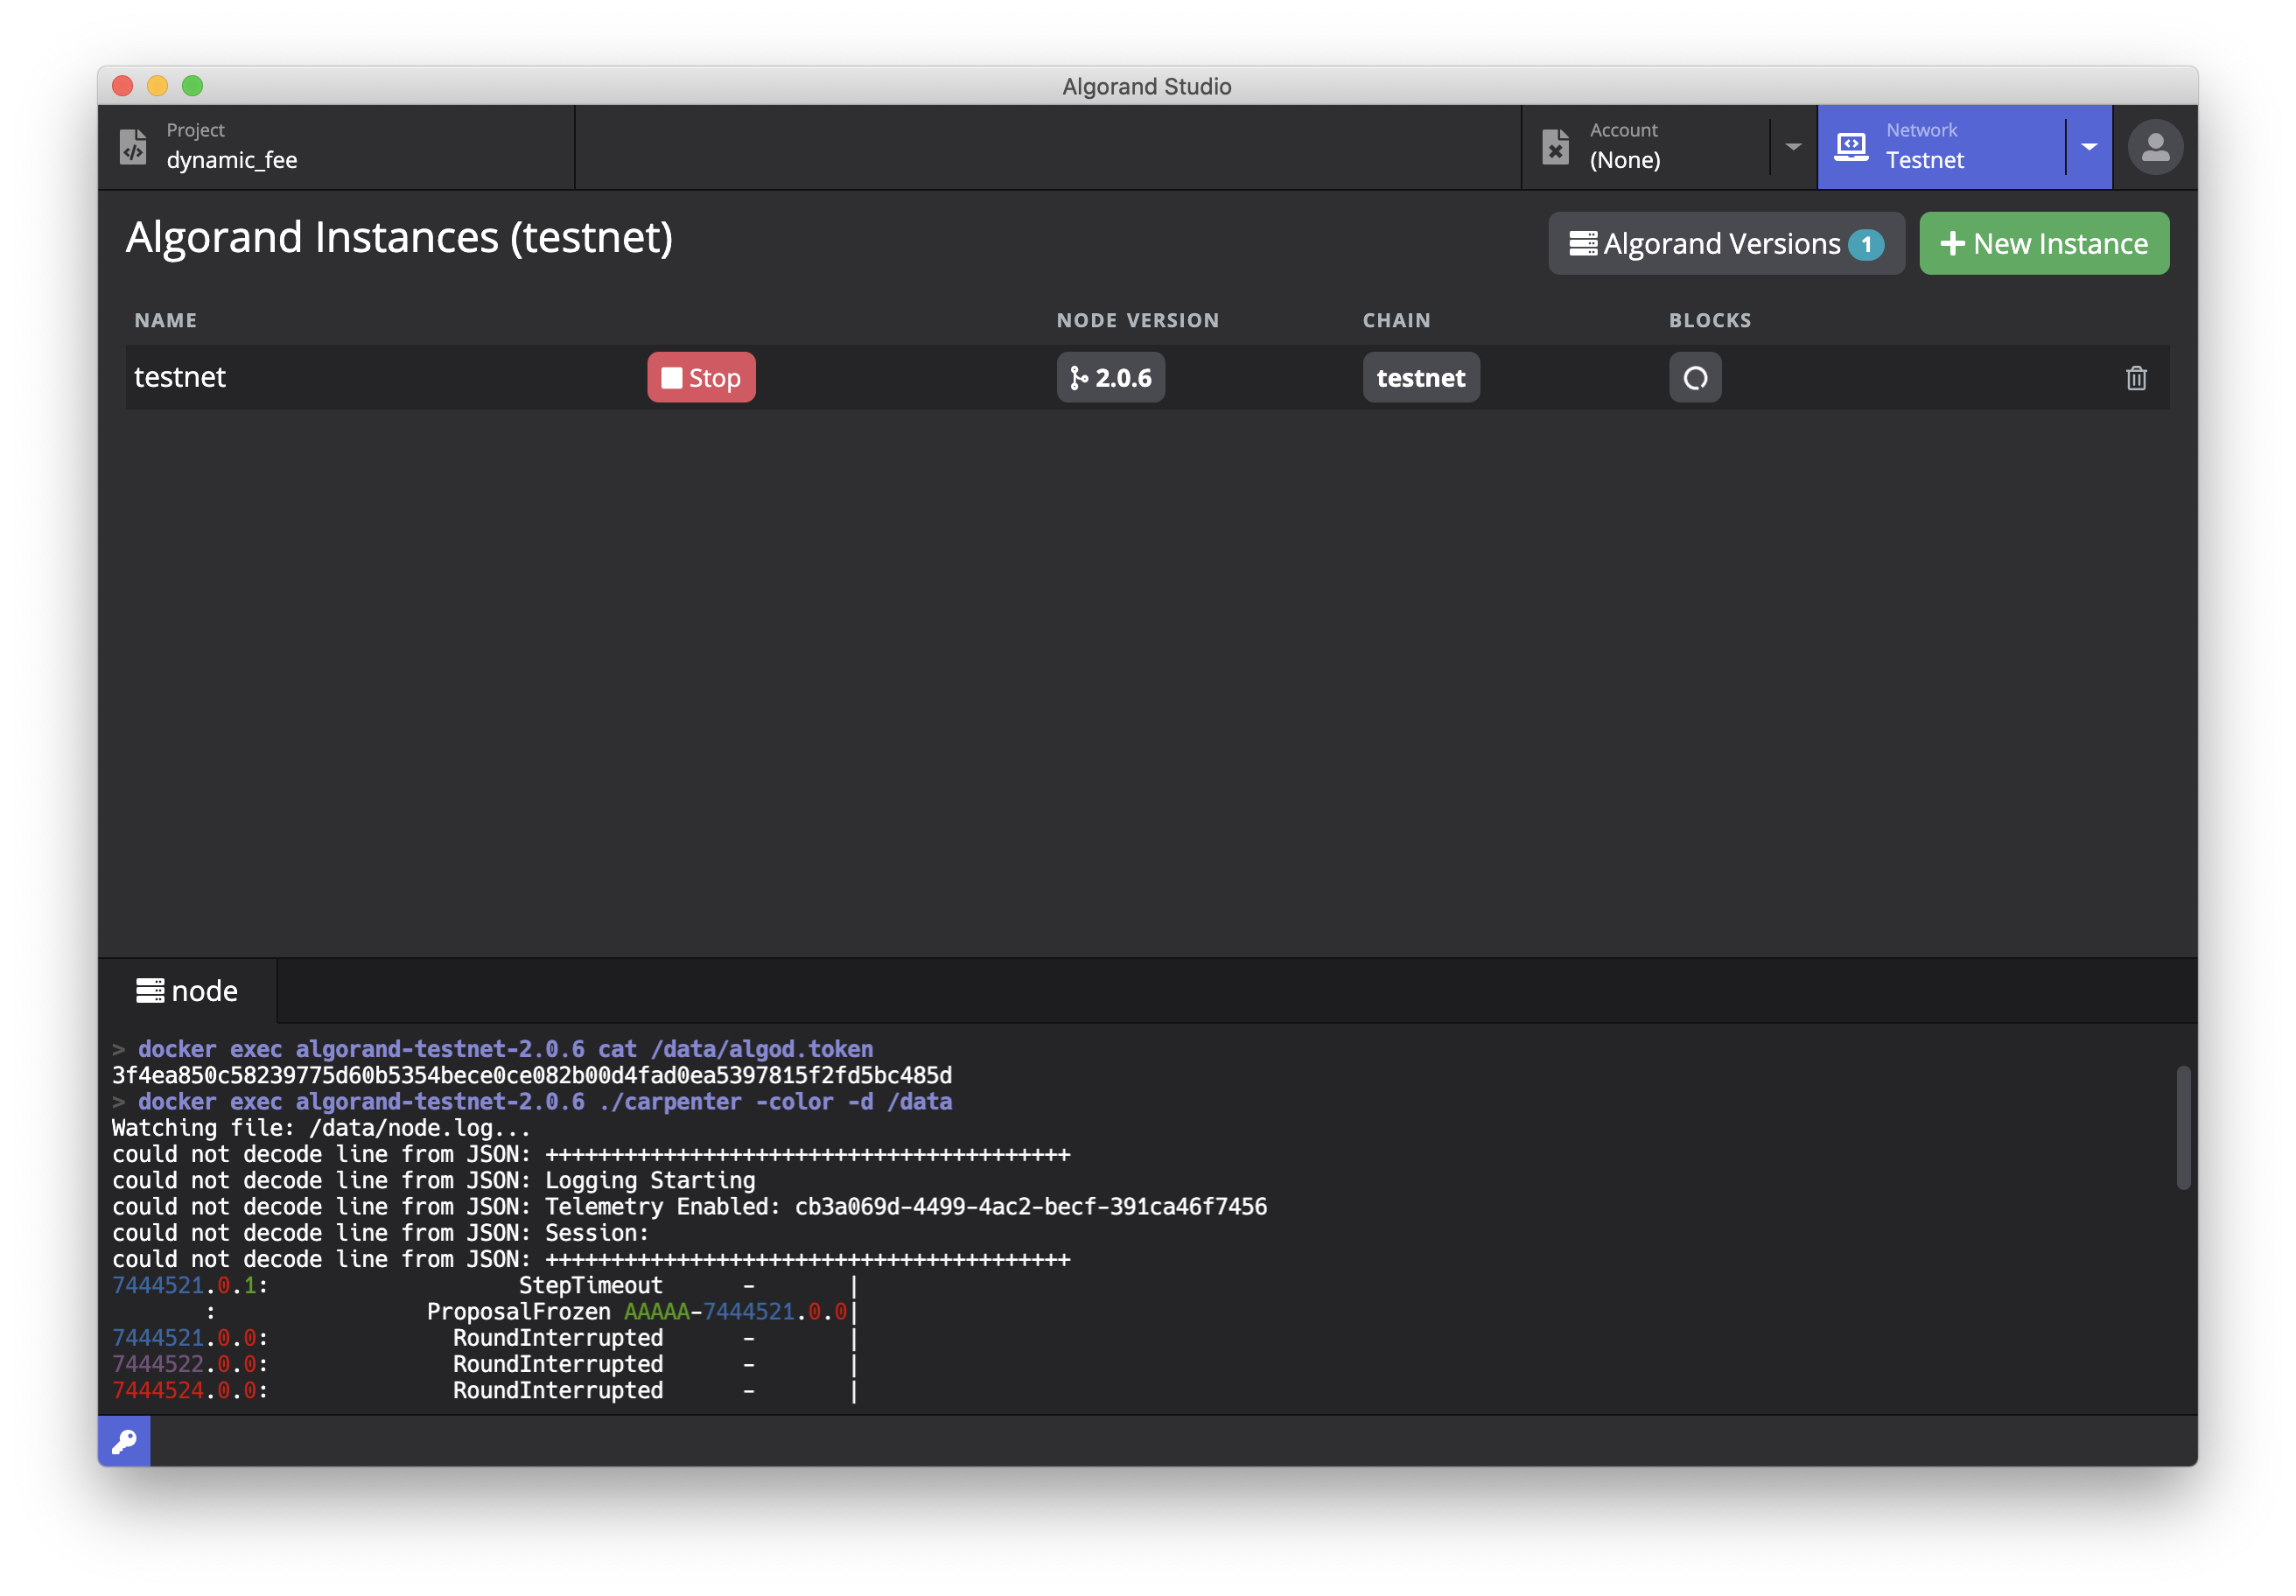 Algorand Studio
Project
dynamic_fee
Account
(None)
Network
Testnet
Algorand Instances (testnet)
Algorand Versions 1
New Instance
NAME NODE VERSION CHAIN BLOCKS
testnet Stop 2.0.6 testnet
node
> docker exec algorand-testnet-2.0.6 cat /data/algod.token
3f4ea850c58239775d60b5354bece0ce082b00d4fad0ea5397815f2fd5bc485d
> docker exec algorand-testnet-2.0.6 ./carpenter -color -d /data
Watching file: /data/node.log...
could not decode line from JSON: ++++++++++++++++++++++++++++++++++++++++
could not decode line from JSON: Logging Starting
could not decode line from JSON: Telemetry Enabled: cb3a069d-4499-4ac2-becf-391ca46f7456
could not decode line from JSON: Session:
could not decode line from JSON: ++++++++++++++++++++++++++++++++++++++++
7444521.0.1: StepTimeout - |
: ProposalFrozen AAAAA-7444521.0.0|
7444521.0.0: RoundInterrupted - |
7444522.0.0: RoundInterrupted - |
7444524.0.0: RoundInterrupted - |